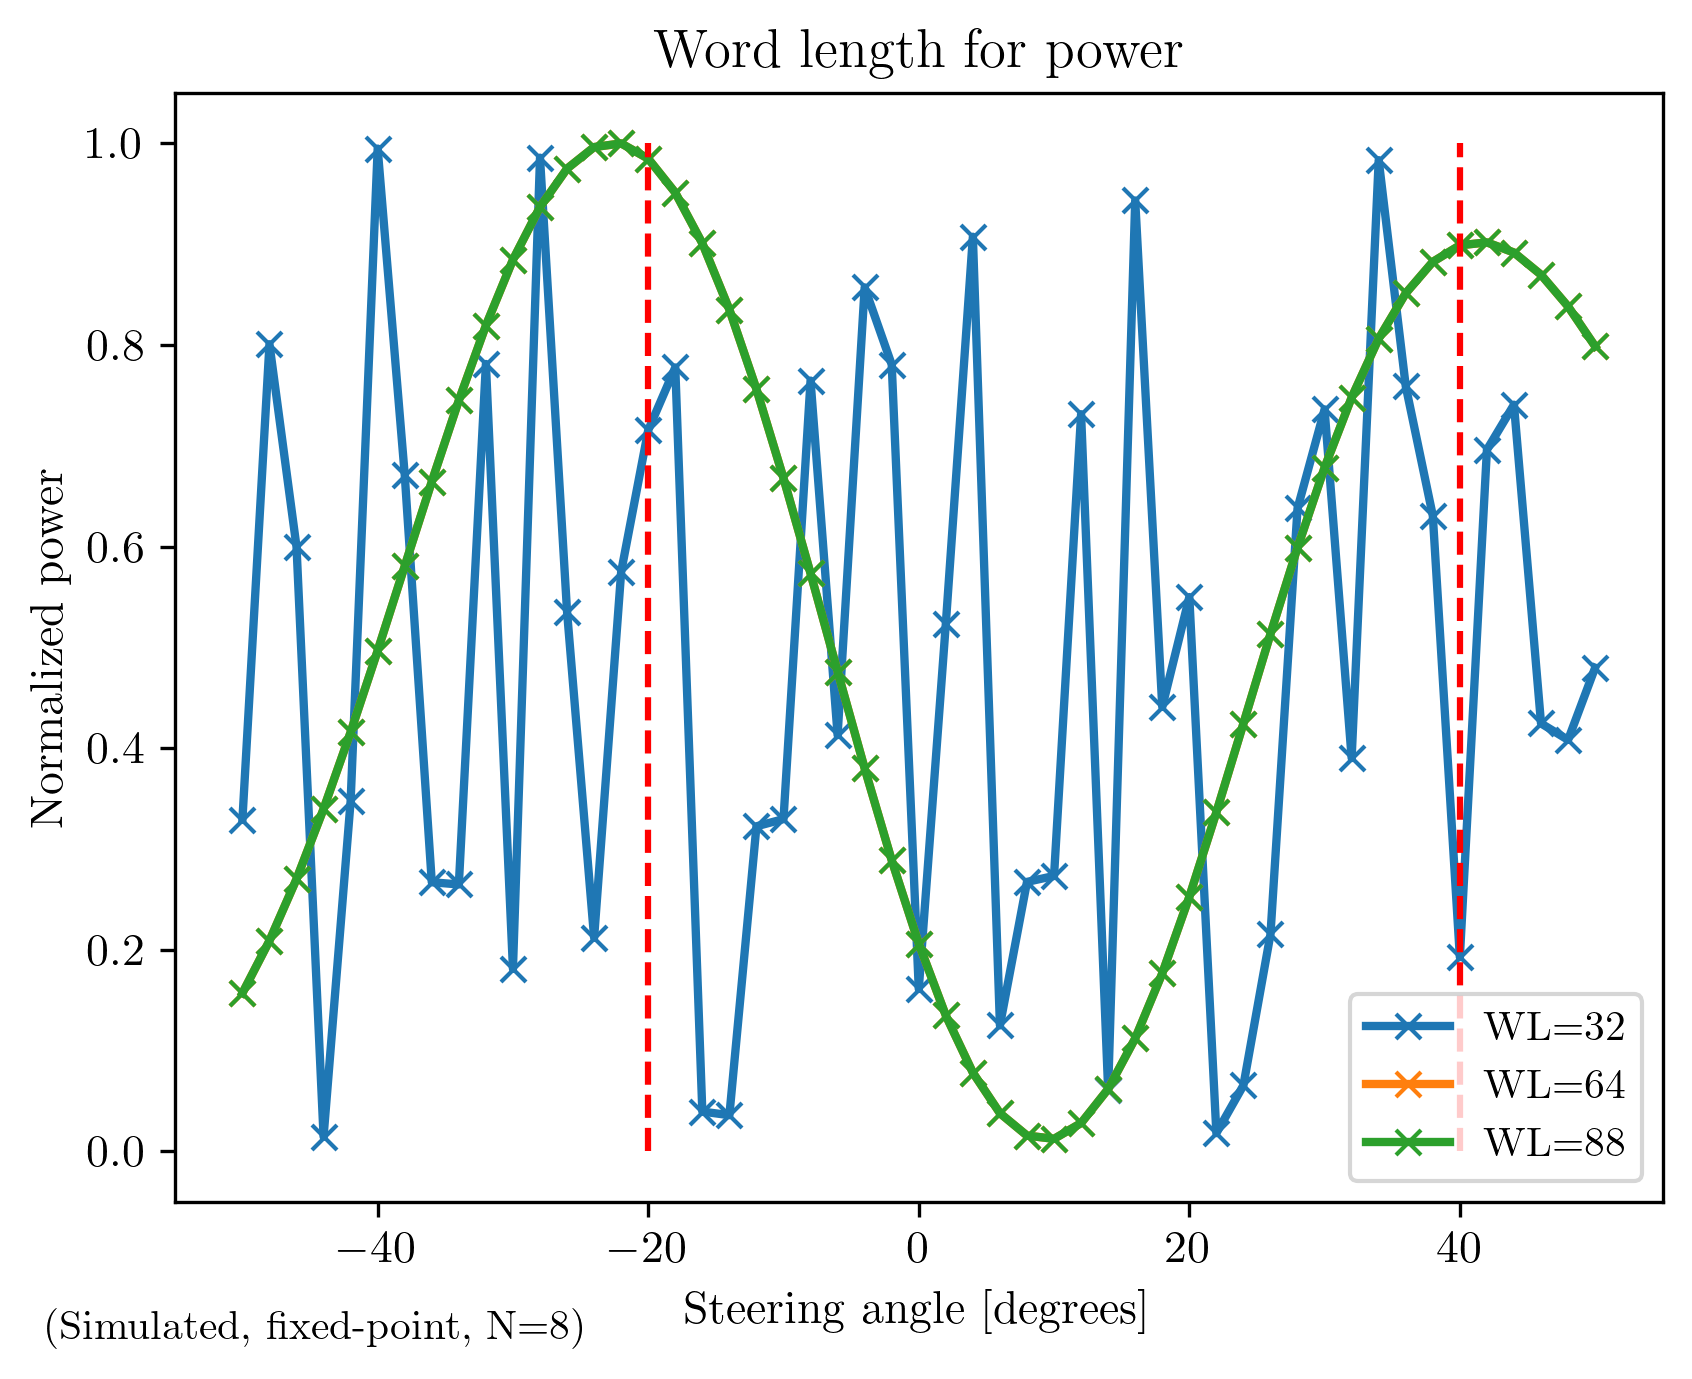 Word length for power
Normalized power
1.0
0.8
0.6
0.4
0.2
0.0
−40
−20
0
20
40
Steering angle [degrees]
WL=32
WL=64
WL=88
(Simulated, fixed-point, N=8)